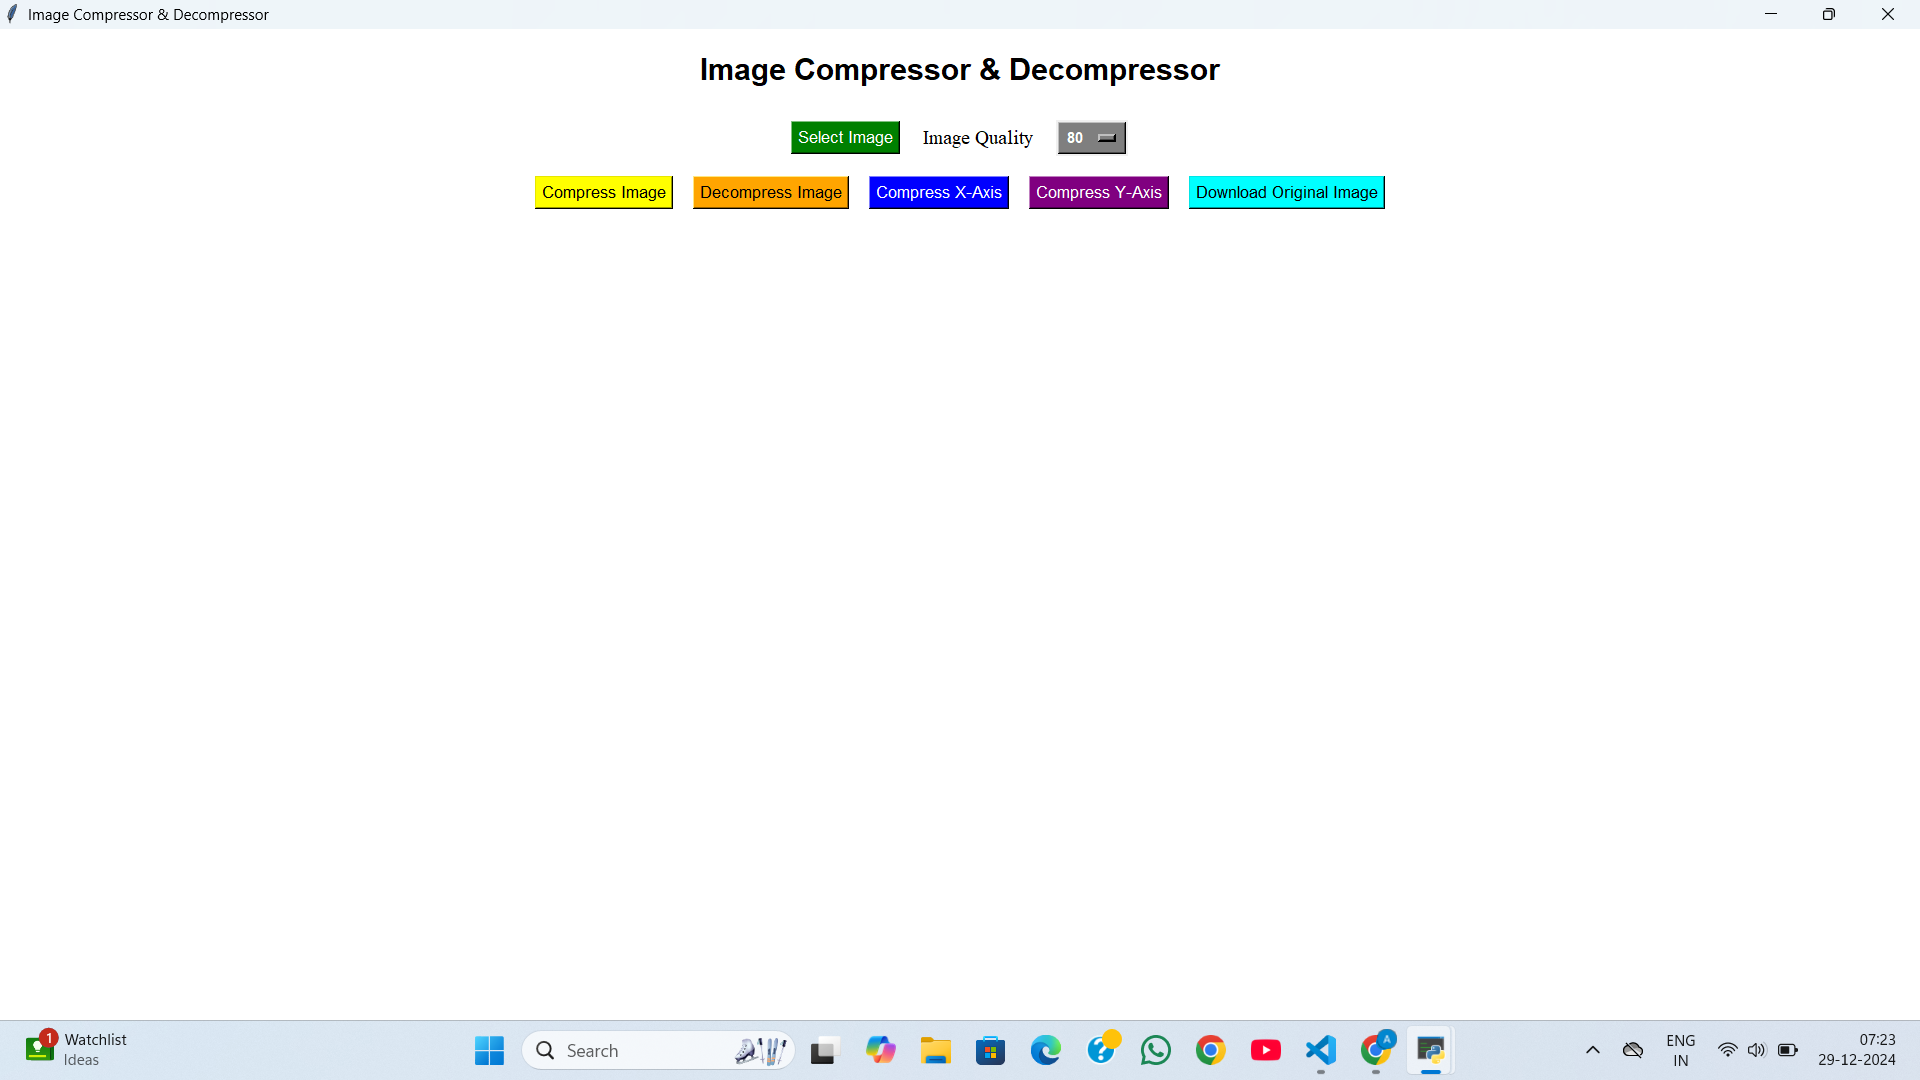 Image Compressor & Decompressor
Image Compressor & Decompressor
Select Image Image Quality 80
Compress Image Decompress Image Compress X-Axis Compress Y-Axis Download Original Image
1 Watchlist
Ideas
Search
A
ENG
IN
07:23
29-12-2024